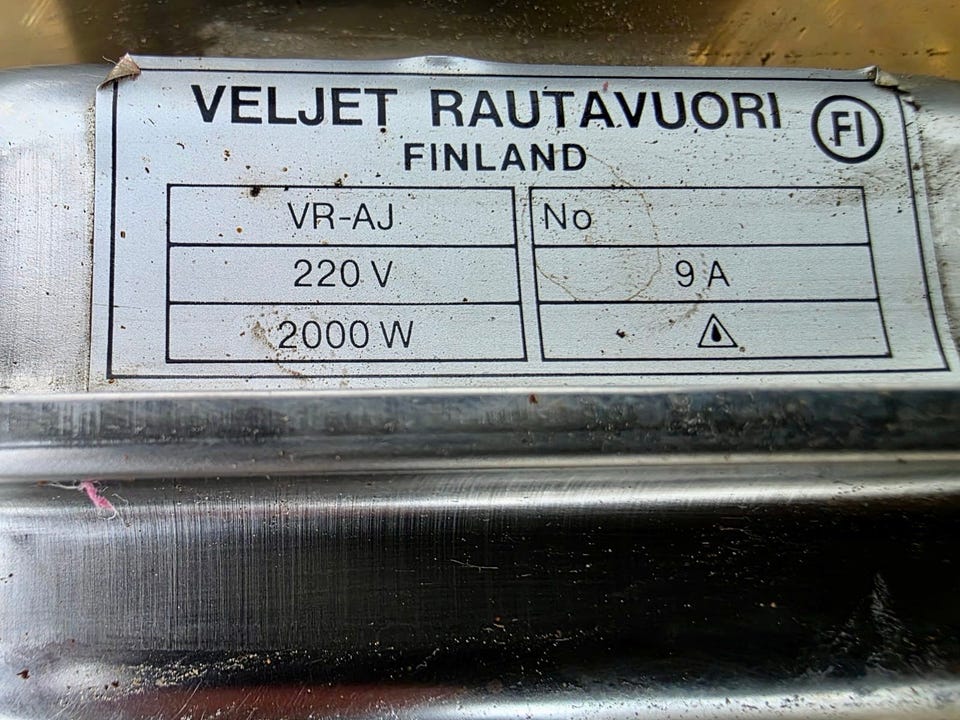 VELJET RAUTAVUORI FI
FINLAND
VR-AJ No
220 V 9 A
2000 W